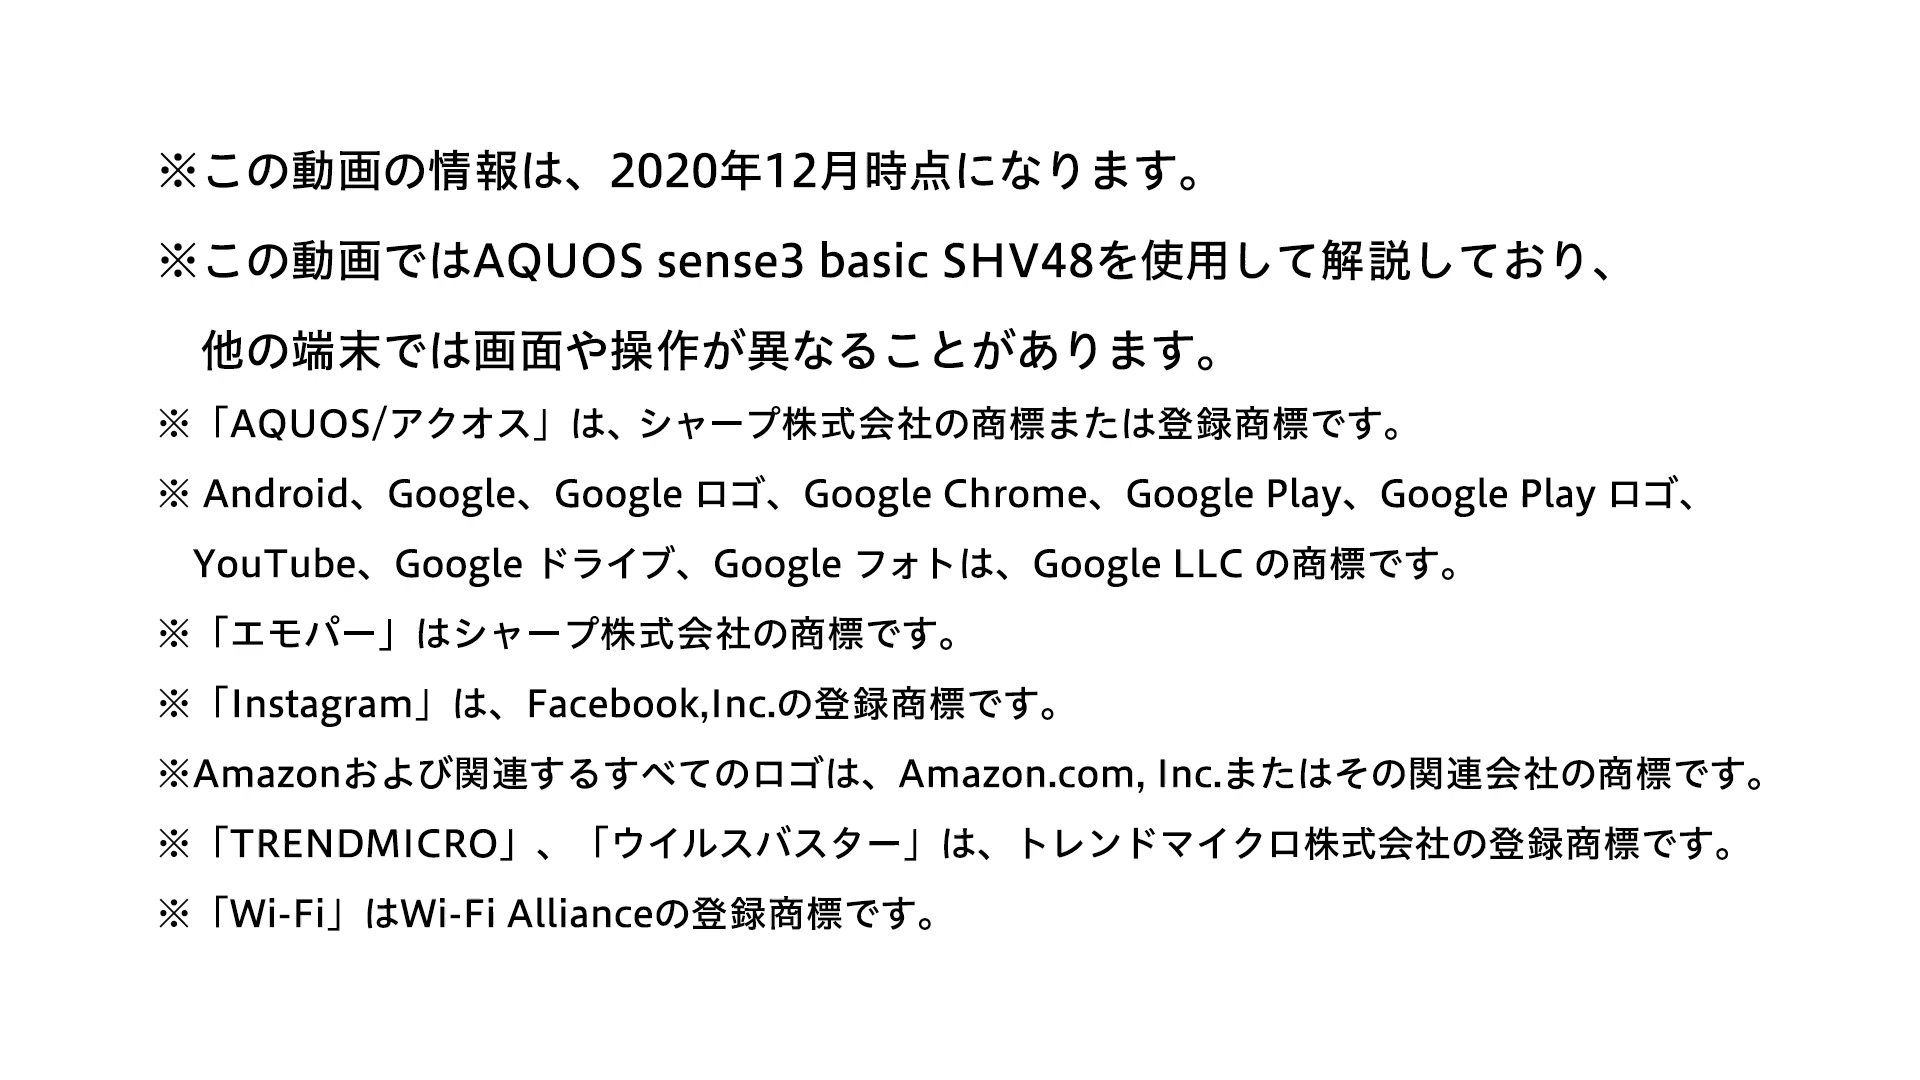 ※この動画の情報は、2020年12月時点になります。
※この動画ではAQUOS sense3 basic SHV48を使用して解説しており、
他の端末では画面や操作が異なることがあります。
※「AQUOS/アクオス」は、シャープ株式会社の商標または登録商標です。
※ Android、Google、Google ロゴ、Google Chrome、Google Play、Google Play ロゴ、
YouTube、Google ドライブ、Google フォトは、Google LLC の商標です。
※「エモパー」はシャープ株式会社の商標です。
※「Instagram」は、Facebook,Inc.の登録商標です。
※Amazonおよび関連するすべてのロゴは、Amazon.com, Inc.またはその関連会社の商標です。
※「TRENDMICRO」、「ウイルスバスター」は、トレンドマイクロ株式会社の登録商標です。
※「Wi-Fi」はWi-Fi Allianceの登録商標です。